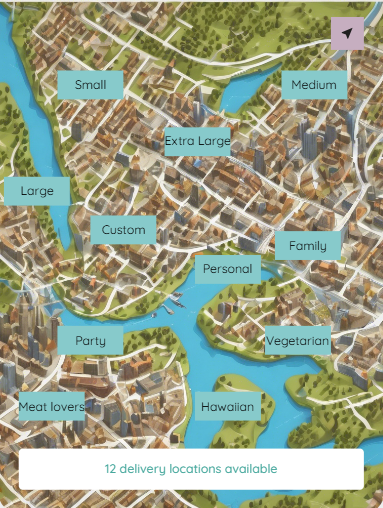 Small
Medium
Extra Large
Large
Custom
Family
Personal
Party
Vegetarian
Meat lovers
Hawaiian
12 delivery locations available